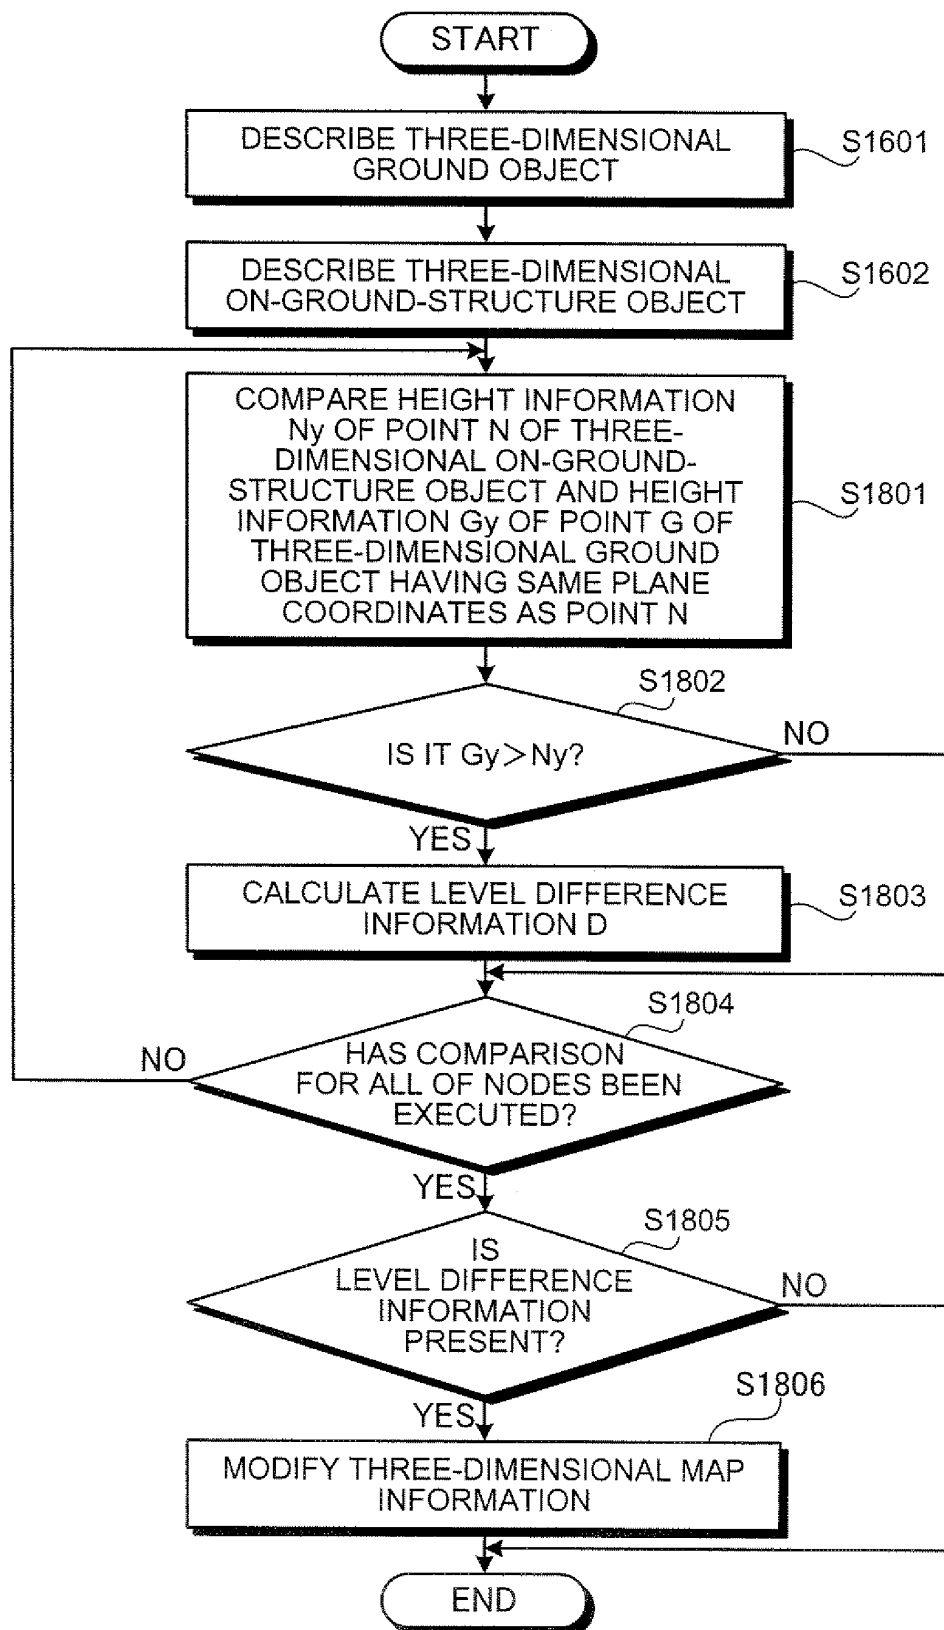 START
DESCRIBE THREE-DIMENSIONAL
GROUND OBJECT
S1601
DESCRIBE THREE-DIMENSIONAL
ON-GROUND-STRUCTURE OBJECT
S1602
COMPARE HEIGHT INFORMATION
Ny OF POINT N OF THREE-
DIMENSIONAL ON-GROUND-
STRUCTURE OBJECT AND HEIGHT
INFORMATION Gy OF POINT G OF
THREE-DIMENSIONAL GROUND
OBJECT HAVING SAME PLANE
COORDINATES AS POINT N
S1801
S1802
IS IT Gy>Ny?
NO
YES
CALCULATE LEVEL DIFFERENCE
INFORMATION D
S1803
S1804
HAS COMPARISON
FOR ALL OF NODES BEEN
EXECUTED?
NO
YES
S1805
IS
LEVEL DIFFERENCE
INFORMATION
PRESENT?
NO
YES
S1806
MODIFY THREE-DIMENSIONAL MAP
INFORMATION
END